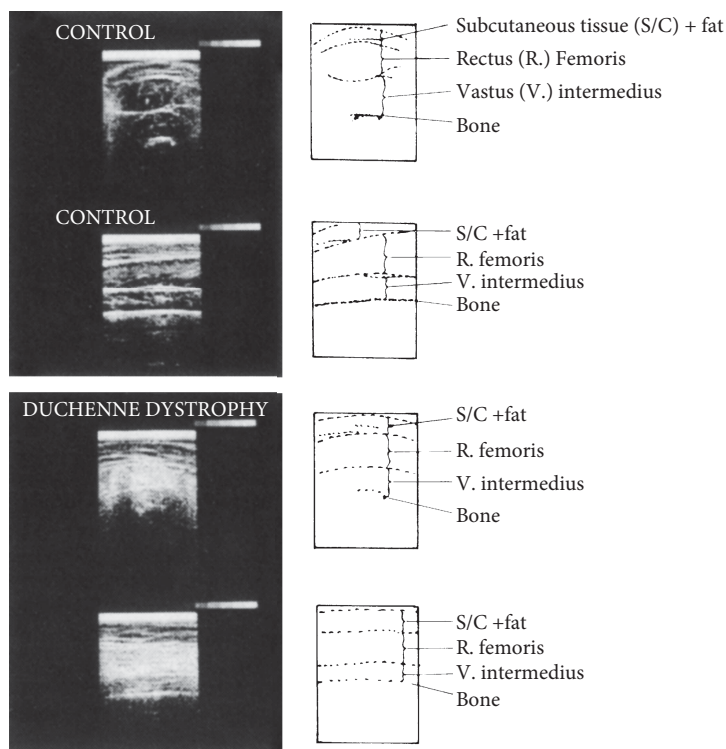 CONTROL
Subcutaneous tissue (S/C) + fat
Rectus (R.) Femoris
Vastus (V.) intermedius
Bone
CONTROL
S/C +fat
R. femoris
V. intermedius
Bone
DUCHENNE DYSTROPHY
S/C +fat
R. femoris
V. intermedius
Bone
S/C +fat
R. femoris
V. intermedius
Bone